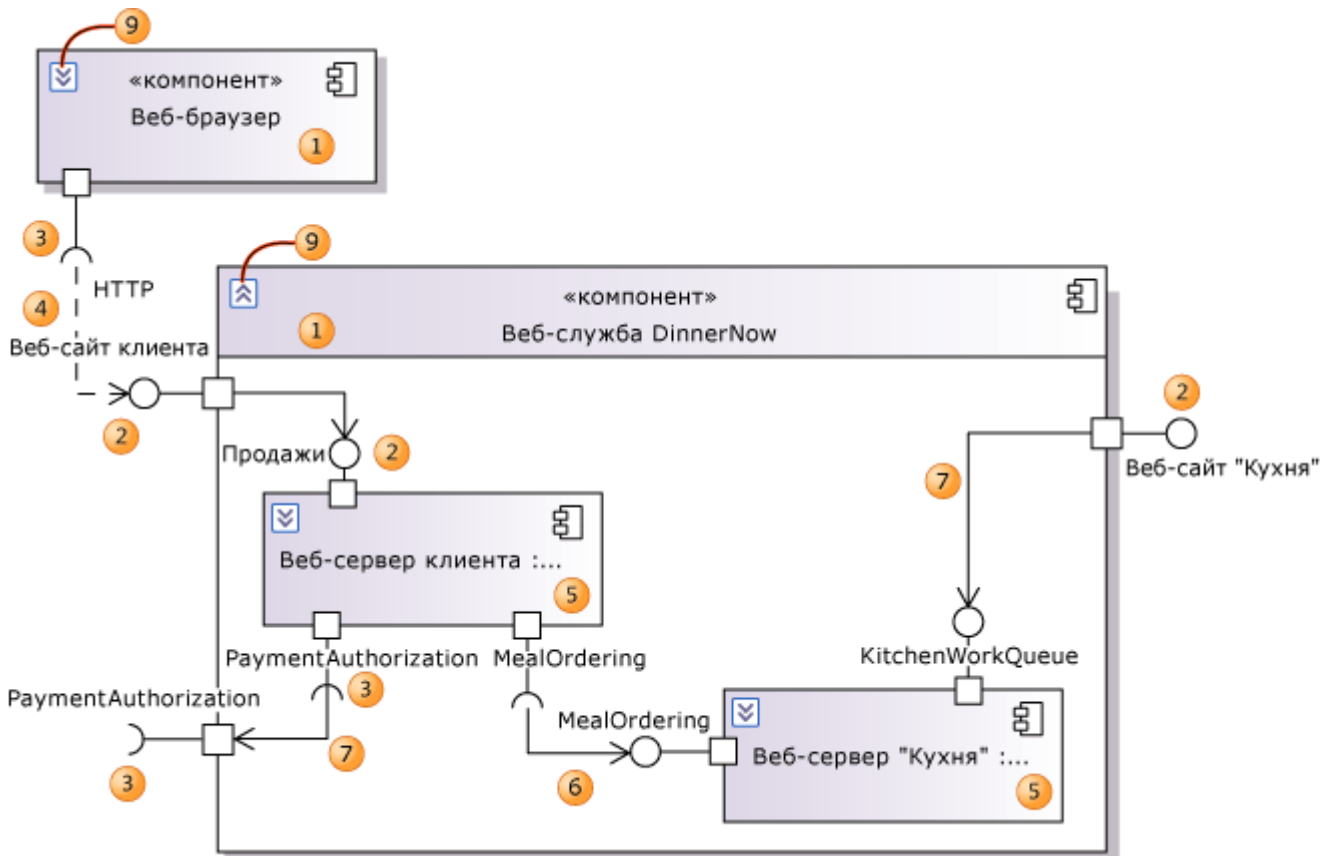 9
«компонент»
Веб-браузер
1
3
HTTP
4
Веб-сайт клиента
2
9
«компонент»
1
Веб-служба DinnerNow
Продажи
2
2
Веб-сайт "Кухня"
7
Веб-сервер клиента :...
5
PaymentAuthorization
MealOrdering
3
PaymentAuthorization
3
7
KitchenWorkQueue
MealOrdering
6
Веб-сервер "Кухня" :...
5